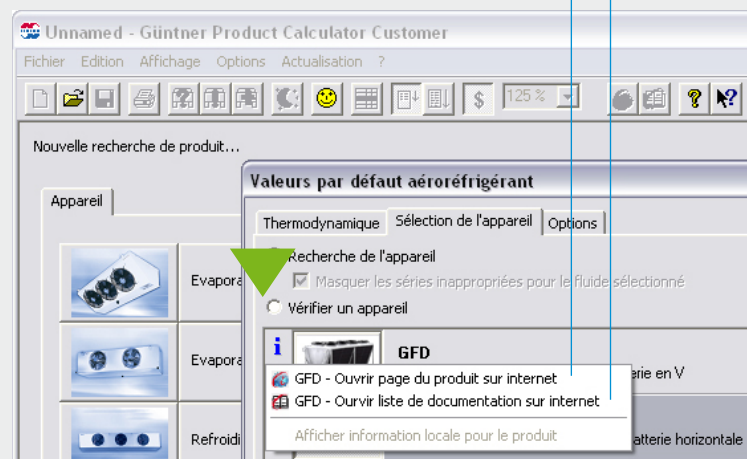 Unnamed - Güntner Product Calculator Customer
Fichier Edition Affichage Options Actualisation ?
$ 125 % ? ?
Nouvelle recherche de produit...
Appareil
Valeurs par défaut aéroréfrigérant
Thermodynamique Sélection de l'appareil Options
Recherche de l'appareil
Masquer les séries inappropriées pour le fluide sélectionné
Vérifier un appareil
i GFD
erie en V
GFD - Ouvrir page du produit sur internet
GFD - Ourvir liste de documentation sur internet
Afficher information locale pour le produit
atterie horizontale
Evapora
Evapora
Refroidi